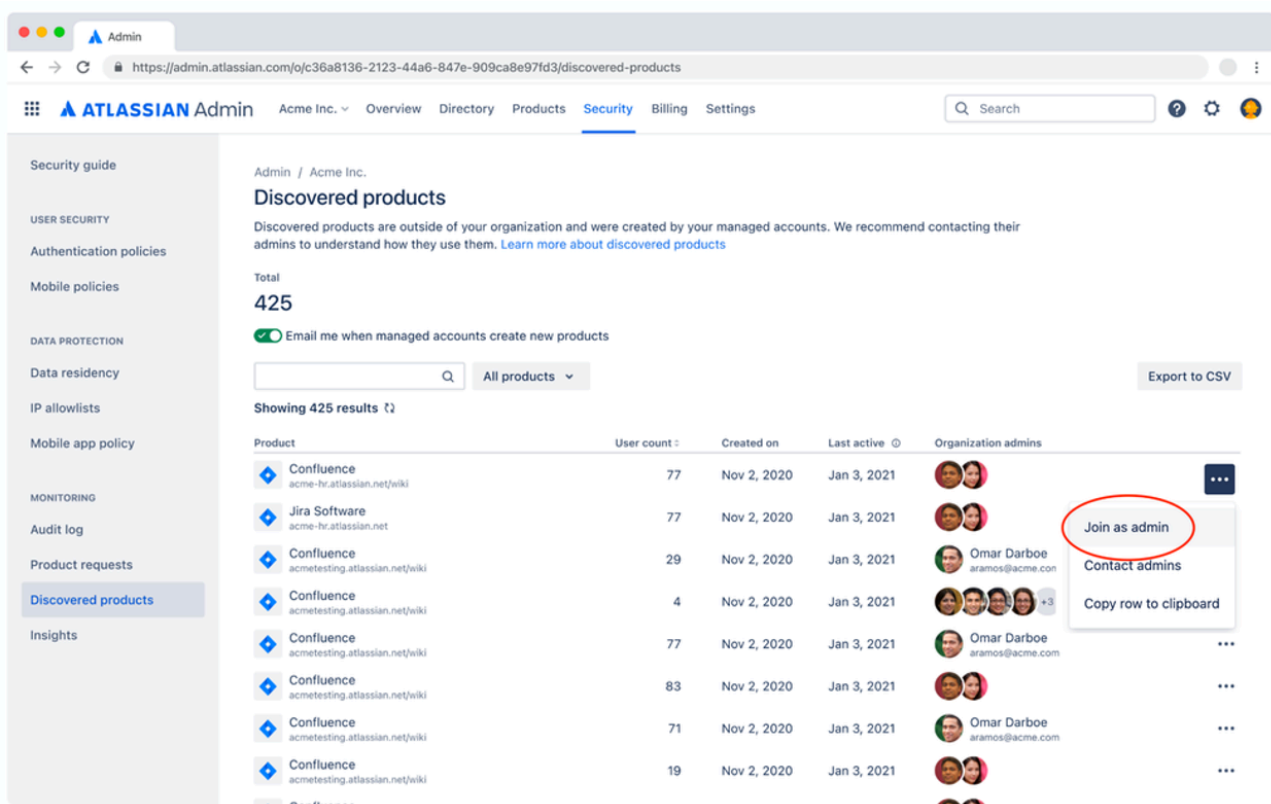 Admin
https://admin.atlassian.com/o/c36a8136-2123-44a6-847e-909ca8e97fd3/discovered-products
ATLASSIAN Admin Acme Inc. Overview Directory Products Security Billing Settings Search
Security guide
USER SECURITY
Authentication policies
Mobile policies
DATA PROTECTION
Data residency
IP allowlists
Mobile app policy
MONITORING
Audit log
Product requests
Discovered products
Insights
Admin / Acme Inc.
Discovered products
Discovered products are outside of your organization and were created by your managed accounts. We recommend contacting their
admins to understand how they use them. Learn more about discovered products
Total
425
Email me when managed accounts create new products
All products Export to CSV
Showing 425 results
Product User count Created on Last active Organization admins
Confluence
acme-hr.atlassian.net/wiki
77 Nov 2, 2020 Jan 3, 2021
Jira Software
acme-hr.atlassian.net
77 Nov 2, 2020 Jan 3, 2021
Confluence
acmetesting.atlassian.net/wiki
29 Nov 2, 2020 Jan 3, 2021 Omar Darboe
aramos@acme.con
Confluence
acmetesting.atlassian.net/wiki
4 Nov 2, 2020 Jan 3, 2021 +3
Confluence
acmetesting.atlassian.net/wiki
77 Nov 2, 2020 Jan 3, 2021 Omar Darboe
aramos@acme.com
Confluence
acmetesting.atlassian.net/wiki
83 Nov 2, 2020 Jan 3, 2021
Confluence
acmetesting.atlassian.net/wiki
71 Nov 2, 2020 Jan 3, 2021 Omar Darboe
aramos@acme.com
Confluence
acmetesting.atlassian.net/wiki
19 Nov 2, 2020 Jan 3, 2021
Join as admin
Contact admins
Copy row to clipboard